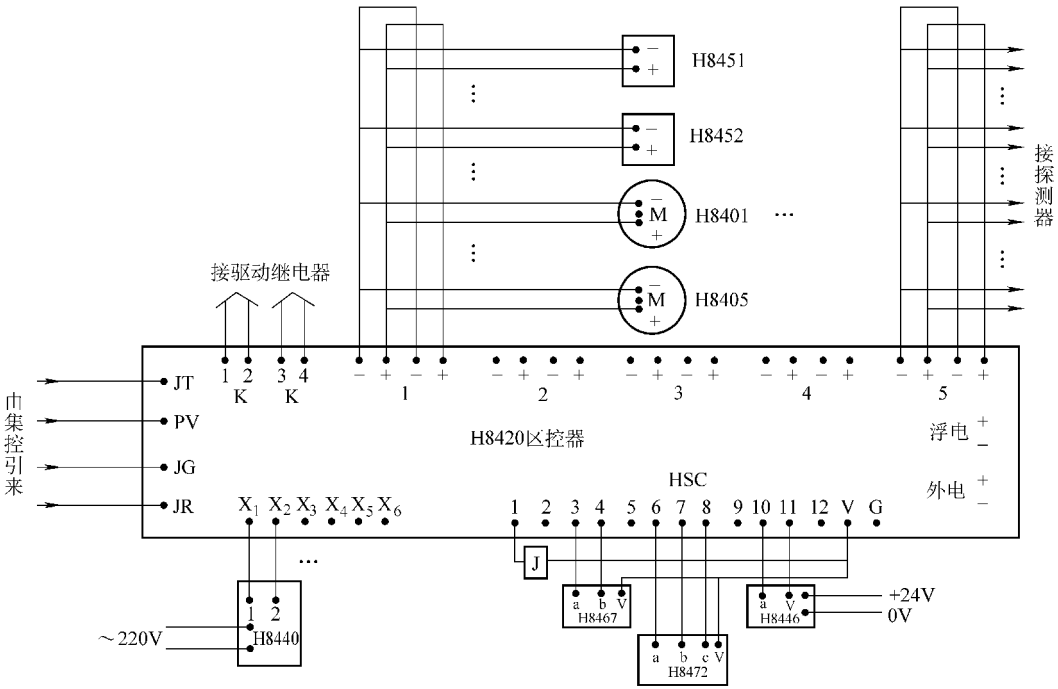 − + H8451
− + H8452
− M + H8401 …
− M + H8405
接探测器
接驱动继电器
1 2 3 4 − + − + − + − + − + − + − + − + − + − +
K K 1 2 3 4 5
巾集控引来
JT
PV
JG
JR
H8420区控器
浮电 + −
外电 + −
HSC
X1 X2 X3 X4 X5 X6
1 2 3 4 5 6 7 8 9 10 11 12 V G
J
…
1 2
H8440
～220V
a b V
H8467
a b c V
H8472
a V
H8446
+24V
0V